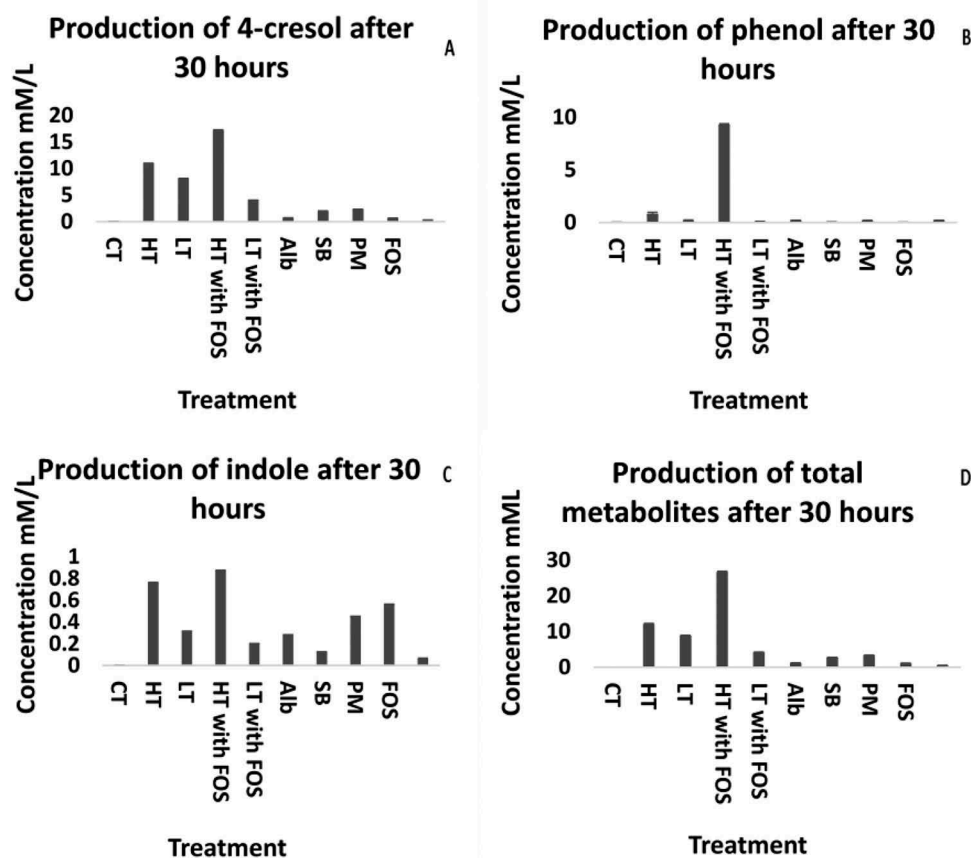 Production of 4-cresol after
30 hours
A
Concentration mM/L
20
15
10
5
0
CT
HT
LT
HT with FOS
LT with FOS
Alb
SB
PM
FOS
Treatment
Production of phenol after 30
hours
B
Concentration mM/L
10
5
0
CT
HT
LT
HT with FOS
LT with FOS
Alb
SB
PM
FOS
Treatment
Production of indole after 30
hours
C
Concentration mM/L
1
0.8
0.6
0.4
0.2
0
CT
HT
LT
HT with FOS
LT with FOS
Alb
SB
PM
FOS
Treatment
Production of total
metabolites after 30 hours
D
Concentration mML
30
20
10
0
CT
HT
LT
HT with FOS
LT with FOS
Alb
SB
PM
FOS
Treatment